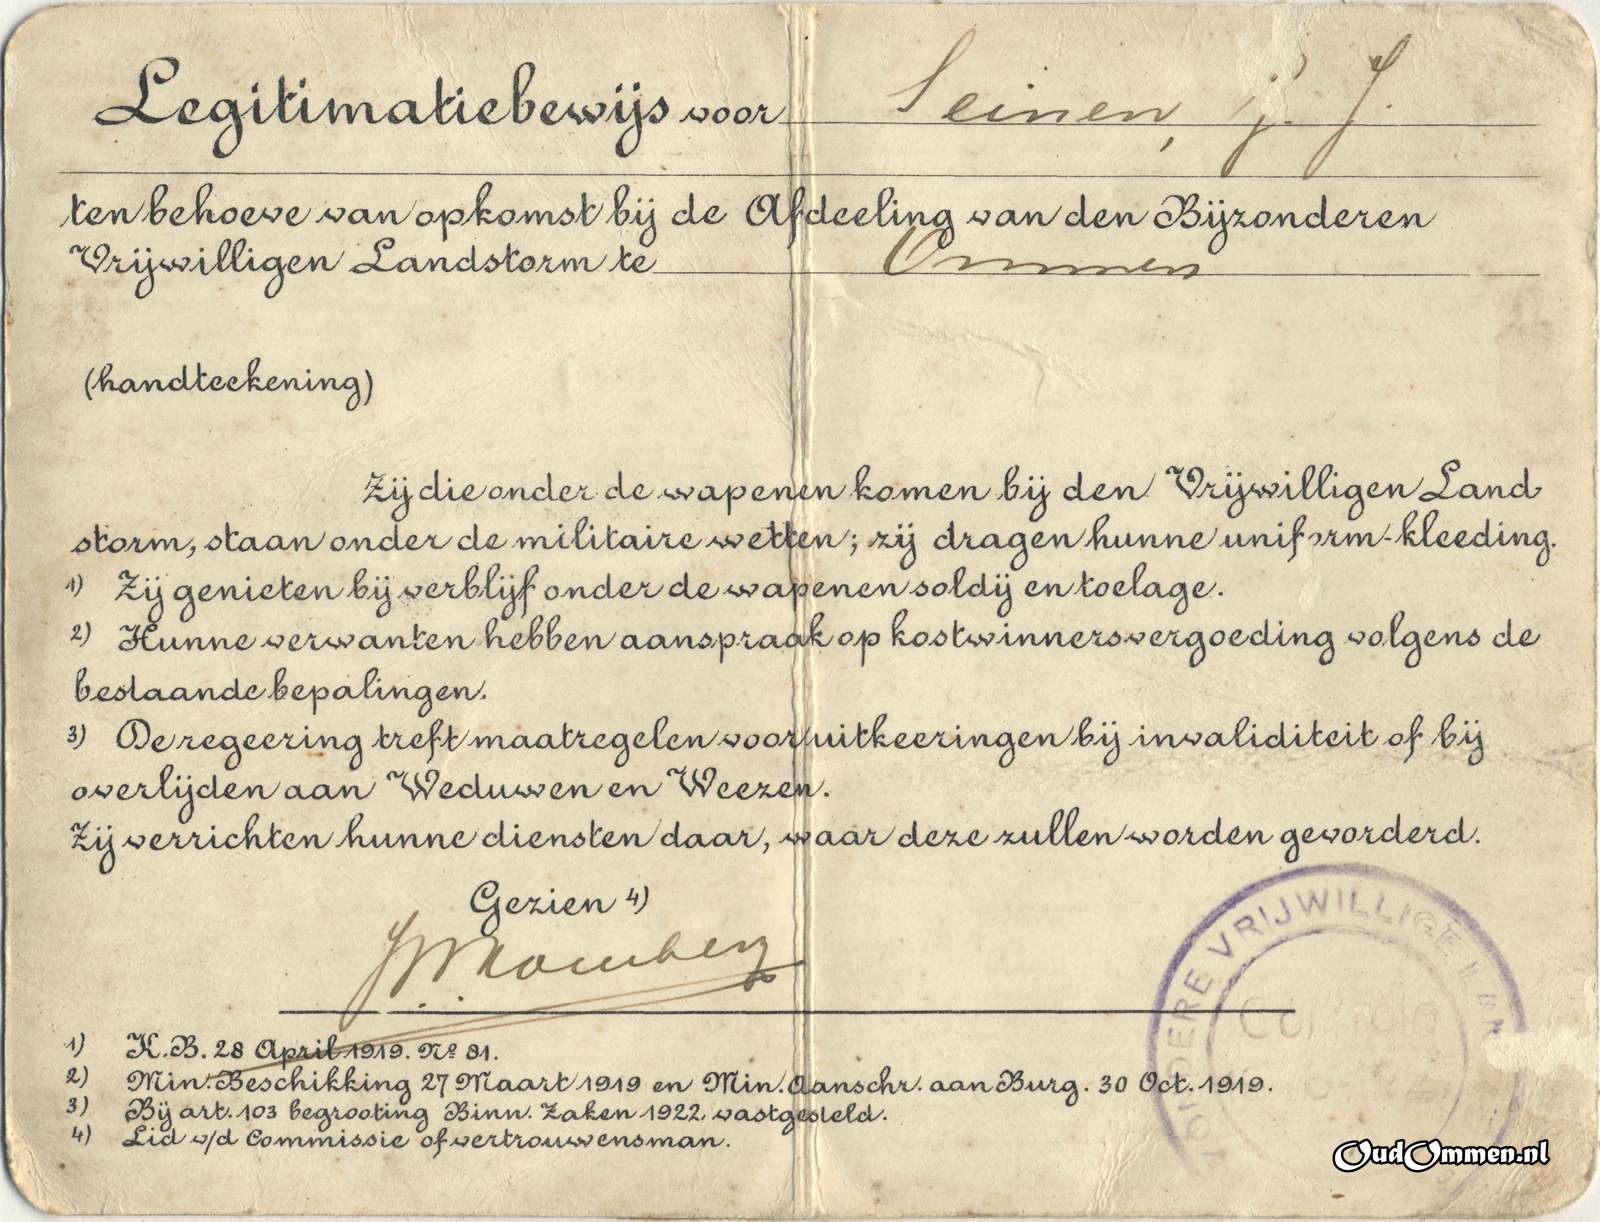 Legitimatiebewijs voor Seinen, G. J.
ten behoeve van opkomst bij de Afdeeling van den Bijzonderen
Vrijwilligen Landstorm te Ommen
(handteekening)
Zij die onder de wapenen komen bij den Vrijwilligen Land
storm, staan onder de militaire wetten; zij dragen hunne uniform-kleeding.
1) Zij genieten bij verblijf onder de wapenen soldij en toelage.
2) Hunne verwanten hebben aanspraak op kostwinnersvergoeding volgens de
bestaande bepalingen.
3) De regeering treft maatregelen voor uitkeeringen bij invaliditeit of bij
overlijden aan Weduwen en Weezen.
Zij verrichten hunne diensten daar, waar deze zullen worden gevorderd.
Gezien 4)
1) K.B. 28 April 1919. No 81.
2) Min. Beschikking 27 Maart 1919 en Min. Aanschr. aan Burg. 30 Oct. 1919.
3) Bij art. 103 begrooting Binn. Zaken 1922 vastgesteld.
4) Lid v/d Commissie of vertrouwensman.
VRIJWILLIGE
OudOmmen.nl